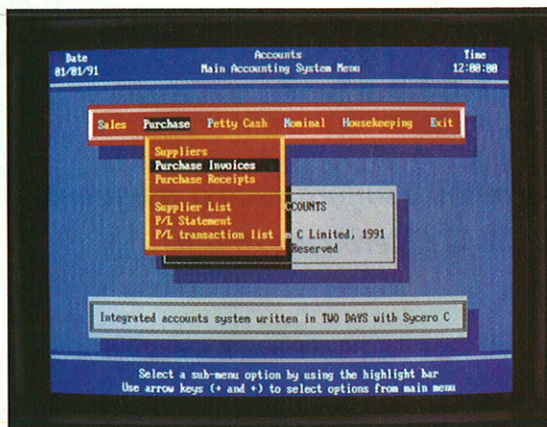 Date Accounts Time
01/01/91 Main Accounting System Menu 12:00:00
Sales Purchase Petty Cash Nominal Housekeeping Exit
Suppliers
Purchase Invoices
Purchase Receipts
Supplier List
P/L Statement
P/L transaction list
CCOUNTS
C Limited, 1991
Reserved
Integrated accounts system written in TWO DAYS with Sycero C
Select a sub-menu option by using the highlight bar
Use arrow keys (+ and +) to select options from main menu